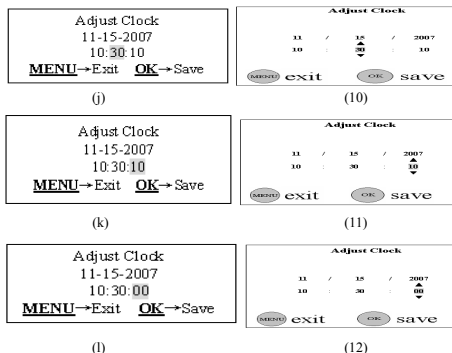 Adjust Clock
11-15-2007
10:30:10
MENU→Exit OK→Save
(j)
Adjust Clock
11 / 15 / 2007
10 : 30 : 10
MENU exit OK save
(10)
Adjust Clock
11-15-2007
10:30:10
MENU→Exit OK→Save
(k)
Adjust Clock
11 / 15 / 2007
10 : 30 : 10
MENU exit OK save
(11)
Adjust Clock
11-15-2007
10:30:00
MENU→Exit OK→Save
(l)
Adjust Clock
11 / 15 / 2007
10 : 30 : 00
MENU exit OK save
(12)